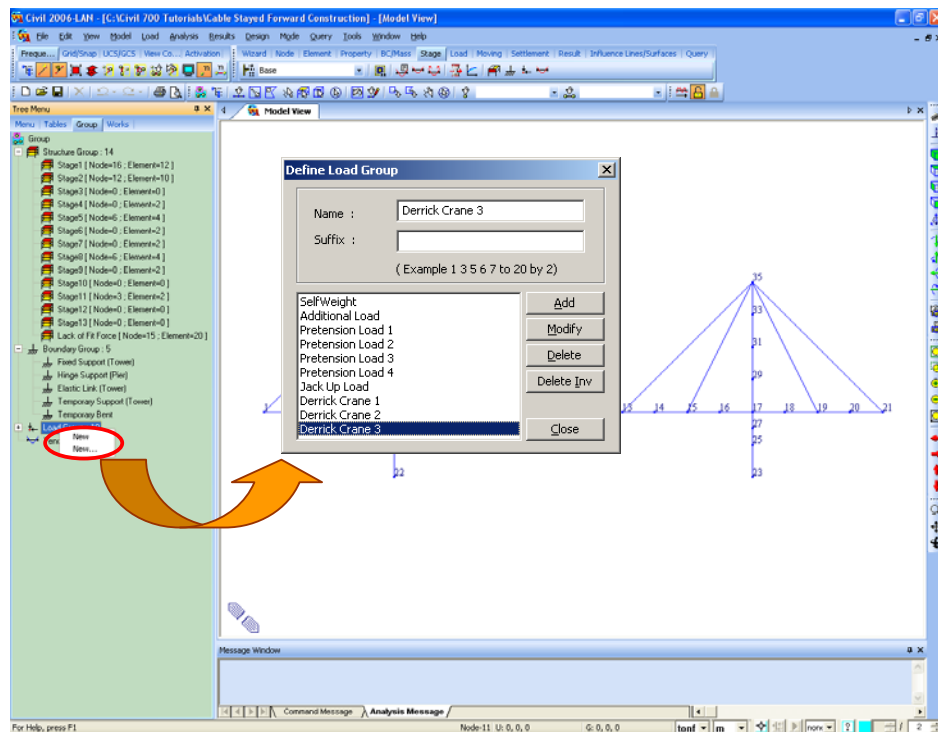 Civil 2006-LAN - [C:\Civil 700 Tutorials\Cable Stayed Forward Construction] - [Model View]
File Edit View Model Load Analysis Results Design Mode Query Tools Window Help
Freque... Grid/Snap UCS/GCS View Co... Activation Wizard Node Element Property BC/Mass Stage Load Moving Settlement Result Influence Lines/Surfaces Query
Base
Tree Menu
Model View
Menu Tables Group Works
Group
Structure Group : 14
Stage1 [ Node=16 ; Element=12 ]
Stage2 [ Node=12 ; Element=10 ]
Stage3 [ Node=0 ; Element=0 ]
Stage4 [ Node=0 ; Element=2 ]
Stage5 [ Node=6 ; Element=4 ]
Stage6 [ Node=0 ; Element=2 ]
Stage7 [ Node=0 ; Element=2 ]
Stage8 [ Node=6 ; Element=4 ]
Stage9 [ Node=0 ; Element=2 ]
Stage10 [ Node=0 ; Element=0 ]
Stage11 [ Node=3 ; Element=2 ]
Stage12 [ Node=0 ; Element=0 ]
Stage13 [ Node=0 ; Element=0 ]
Lack of Fit Force [ Node=15 ; Element=20 ]
Boundary Group : 5
Fixed Support (Tower)
Hinge Support (Pier)
Elastic Link (Tower)
Temporary Support (Tower)
Temporary Bent
New
New...
Define Load Group
Name :
Derrick Crane 3
Suffix :
( Example 1 3 5 6 7 to 20 by 2)
SelfWeight
Additional Load
Pretension Load 1
Pretension Load 2
Pretension Load 3
Pretension Load 4
Jack Up Load
Derrick Crane 1
Derrick Crane 2
Derrick Crane 3
Add
Modify
Delete
Delete Inv
Close
35
33
31
29
1
13 14 15 16 17 18 19 20 21
27
25
22
23
Message Window
Command Message Analysis Message
For Help, press F1
Node-11 U: 0, 0, 0
G: 0, 0, 0
tonf
m
2